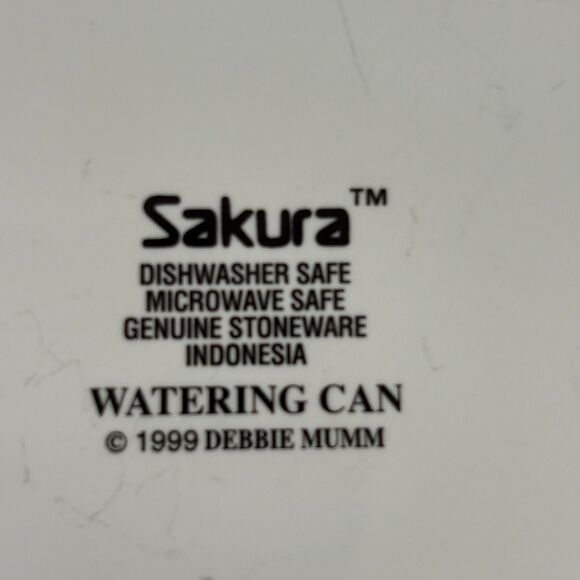 Sakura™
DISHWASHER SAFE
MICROWAVE SAFE
GENUINE STONEWARE
INDONESIA
WATERING CAN
© 1999 DEBBIE MUMM